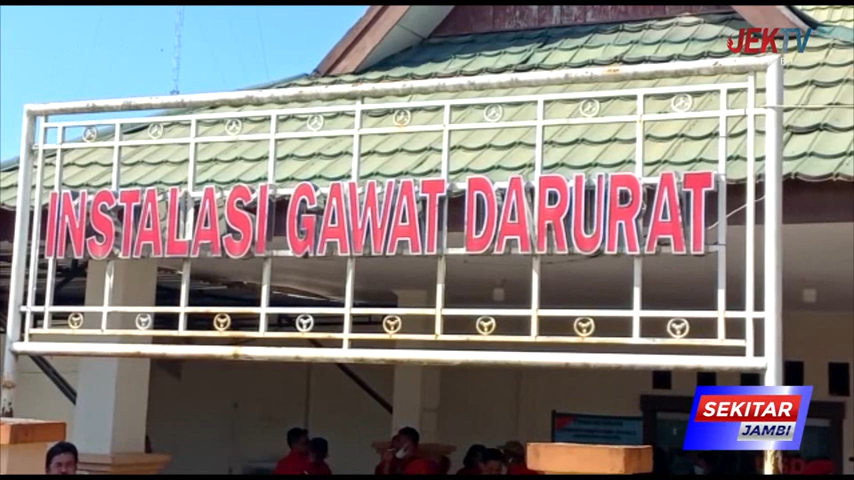 JEKTV
INSTALASI GAWAT DARURAT
SEKITAR
JAMBI